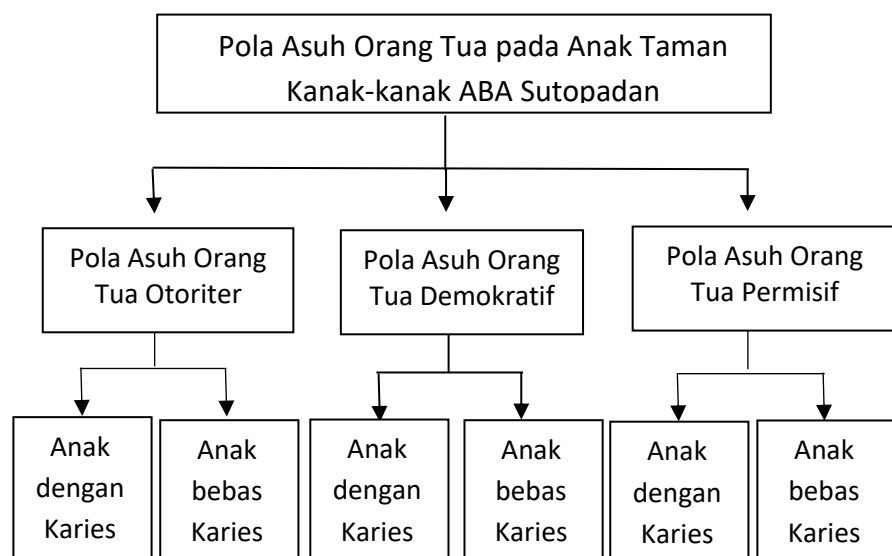 Pola Asuh Orang Tua pada Anak Taman
Kanak-kanak ABA Sutopadan
Pola Asuh Orang
Tua Otoriter
Pola Asuh Orang
Tua Demokratif
Pola Asuh Orang
Tua Permisif
Anak
dengan
Karies
Anak
bebas
Karies
Anak
dengan
Karies
Anak
bebas
Karies
Anak
dengan
Karies
Anak
bebas
Karies